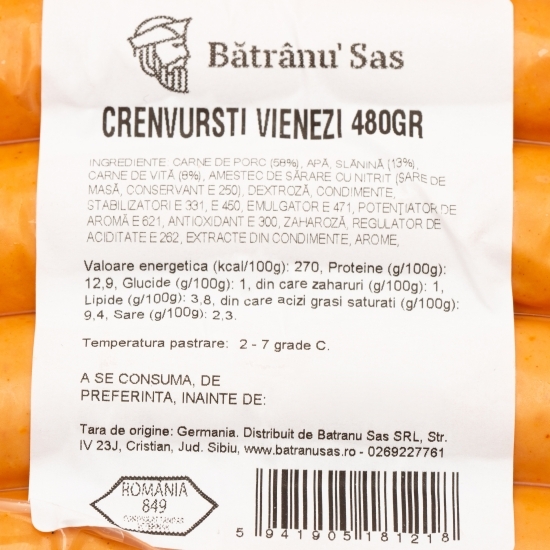 Bătrânu' Sas
CRENVURSTI VIENEZI 480GR
INGREDIENTE: CARNE DE PORC (58%), APĂ, SLĂNINĂ (13%),
CARNE DE VITĂ (8%), AMESTEC DE SĂRARE CU NITRIT (SARE DE
MASĂ, CONSERVANT E 250), DEXTROZĂ, CONDIMENTE,
STABILIZATORI E 331, E 450, EMULGATOR E 471, POTENȚIATOR DE
AROMĂ E 621, ANTIOXIDANT E 300, ZAHAROZĂ, REGULATOR DE
ACIDITATE E 262, EXTRACTE DIN CONDIMENTE, AROME,
Valoare energetica (kcal/100g): 270, Proteine (g/100g):
12,9, Glucide (g/100g): 1, din care zaharuri (g/100g): 1,
Lipide (g/100g): 3,8, din care acizi grasi saturati (g/100g):
9,4, Sare (g/100g): 2,3.
Temperatura pastrare: 2 - 7 grade C.
A SE CONSUMA, DE
PREFERINTA, INAINTE DE:
Tara de origine: Germania. Distribuit de Batranu Sas SRL, Str.
IV 23J, Cristian, Jud. Sibiu, www.batranusas.ro - 0269227761
ROMÂNIA
849
5 941905 181218